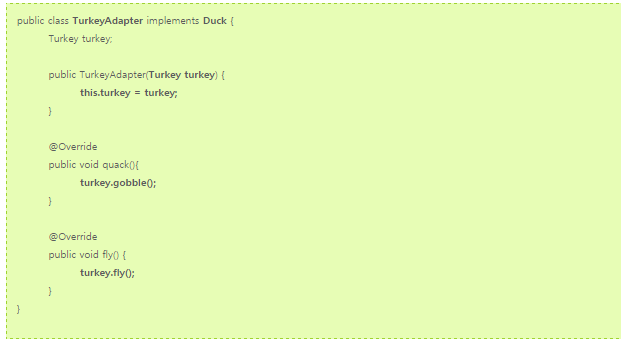 public class TurkeyAdapter implements Duck {
Turkey turkey;
public TurkeyAdapter(Turkey turkey) {
this.turkey = turkey;
}
@Override
public void quack(){
turkey.gobble();
}
@Override
public void fly() {
turkey.fly();
}
}